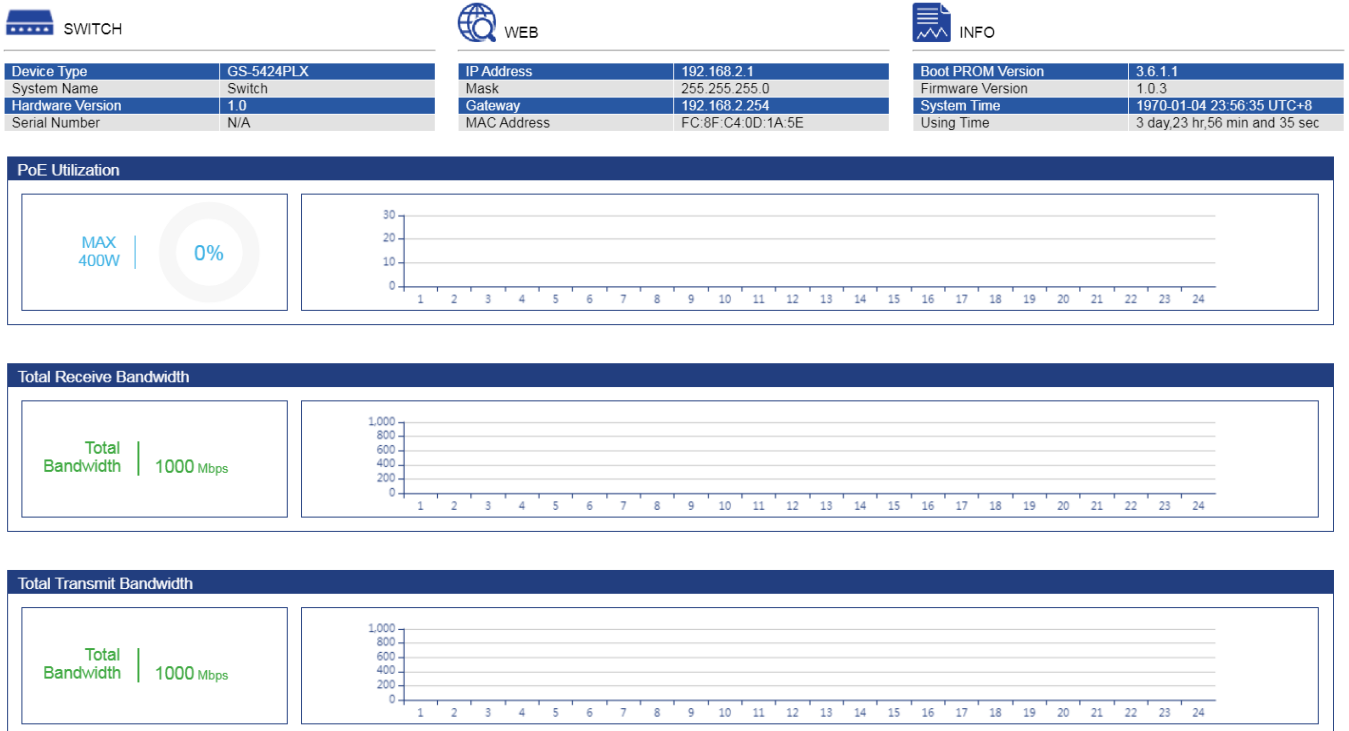 SWITCH
Device Type GS-5424PLX
System Name Switch
Hardware Version 1.0
Serial Number N/A
WEB
IP Address 192.168.2.1
Mask 255.255.255.0
Gateway 192.168.2.254
MAC Address FC:8F:C4:0D:1A:5E
INFO
Boot PROM Version 3.6.1.1
Firmware Version 1.0.3
System Time 1970-01-04 23:56:35 UTC+8
Using Time 3 day,23 hr,56 min and 35 sec
PoE Utilization
MAX
400W
0%
30
20
10
0
1 2 3 4 5 6 7 8 9 10 11 12 13 14 15 16 17 18 19 20 21 22 23 24
Total Receive Bandwidth
Total
Bandwidth
1000 Mbps
1,000
800
600
400
200
0
1 2 3 4 5 6 7 8 9 10 11 12 13 14 15 16 17 18 19 20 21 22 23 24
Total Transmit Bandwidth
Total
Bandwidth
1000 Mbps
1,000
800
600
400
200
0
1 2 3 4 5 6 7 8 9 10 11 12 13 14 15 16 17 18 19 20 21 22 23 24